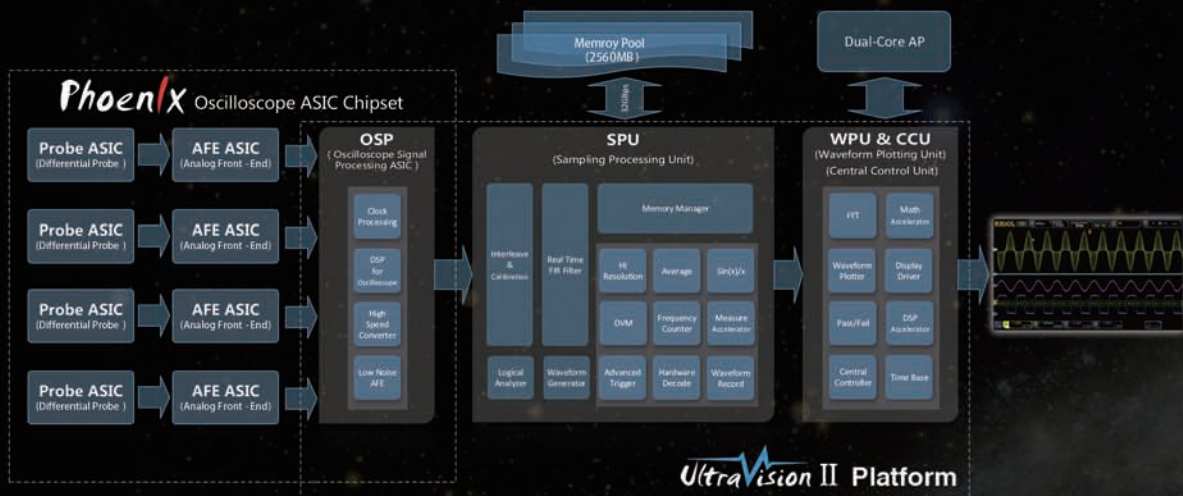 Memroy Pool
(2560MB)
Dual-Core AP
12GBps
Phoenix Oscilloscope ASIC Chipset
Probe ASIC
(Differential Probe )
AFE ASIC
(Analog Front -End)
Probe ASIC
(Differential Probe )
AFE ASIC
(Analog Front -End)
Probe ASIC
(Differential Probe )
AFE ASIC
(Analog Front -End)
Probe ASIC
(Differential Probe )
AFE ASIC
(Analog Front -End)
OSP
( Oscilloscope Signal
Processing ASIC )
Clock
Processing
DSP
for
Oscilloscope
High
Speed
Converter
Low Noise
AFE
SPU
(Sampling Processing Unit)
Interleave
&
Calibration
Real Time
FIR Filter
Memory Manager
Hi
Resolution
Average
Sin(x)/x
DVM
Frequency
Counter
Measure
Accelerator
Logical
Analyzer
Waveform
Generator
Advanced
Trigger
Hardware
Decode
Waveform
Record
WPU & CCU
(Waveform Plotting Unit)
(Central Control Unit)
FFT
Math
Accelerator
Waveform
Plotter
Display
Driver
Pass/Fail
DSP
Accelerator
Central
Controller
Time Base
RIGOL
UltraVision II Platform